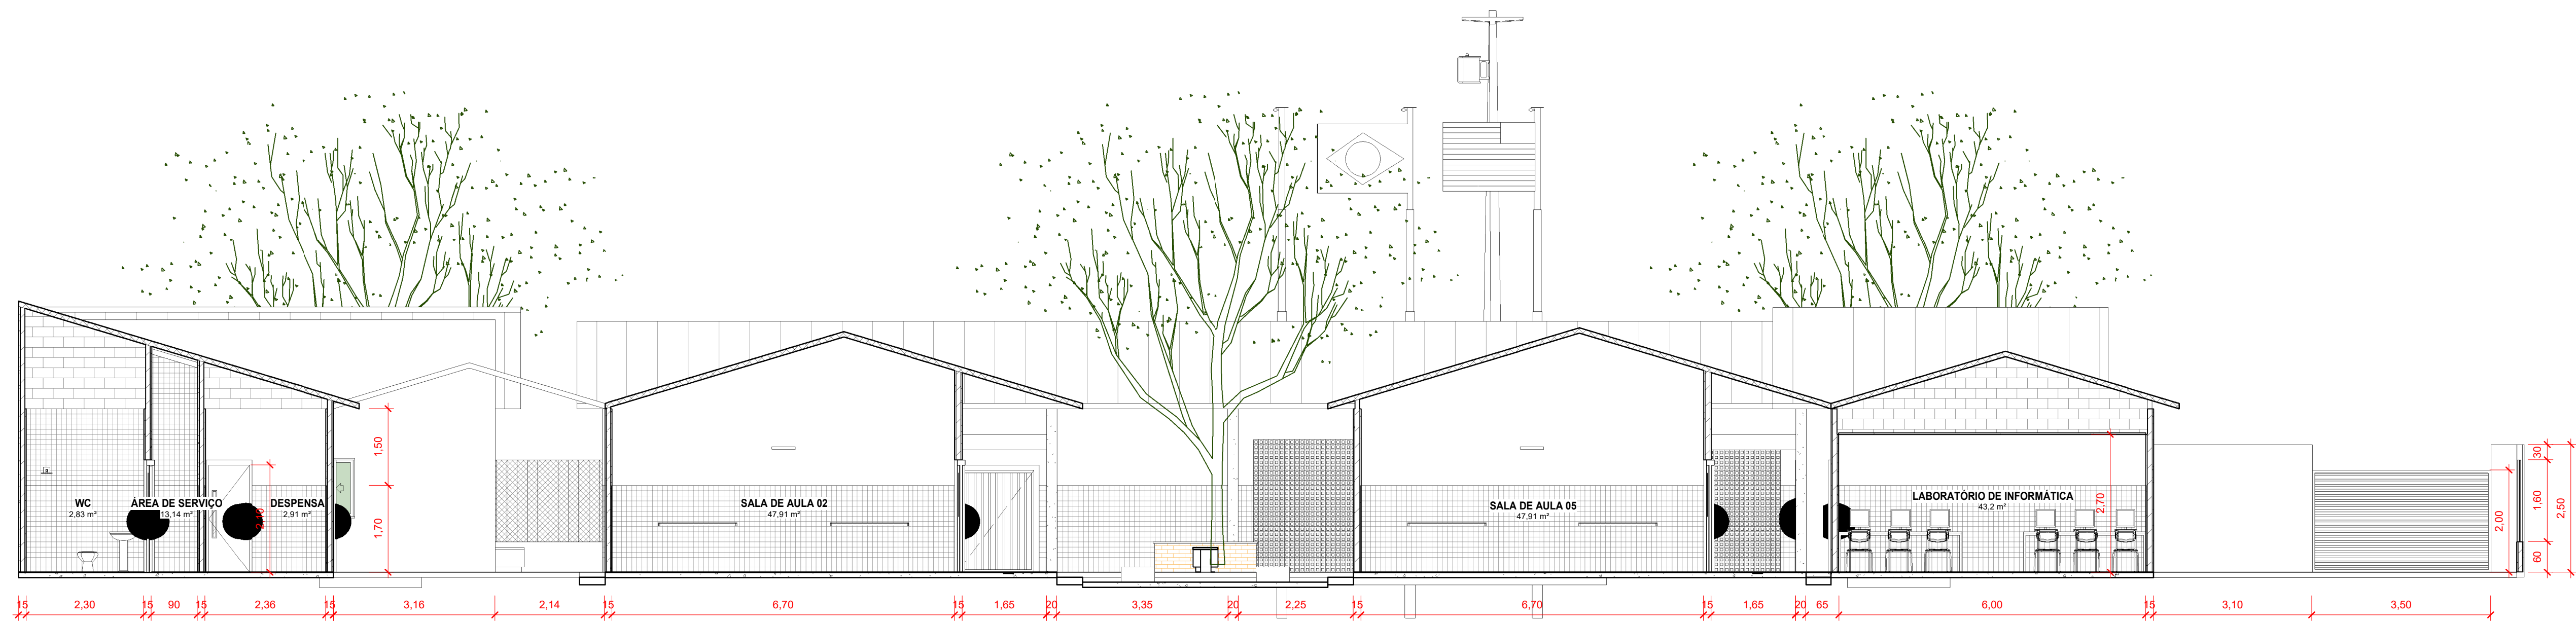 1,50
30
1,60
2,50
2,00
2,70
WC
2,83 m²
ÁREA DE SERVIÇO
13,14 m²
DESPENSA
2,91 m²
1,70
SALA DE AULA 02
47,91 m²
SALA DE AULA 05
47,91 m²
LABORATÓRIO DE INFORMÁTICA
43,2 m²
60
15 2,30 15 90 15 2,36 15 3,16 2,14 15 6,70 15 1,65 20 3,35 20 2,25 15 6,70 15 1,65 20 65 6,00 15 3,10 3,50